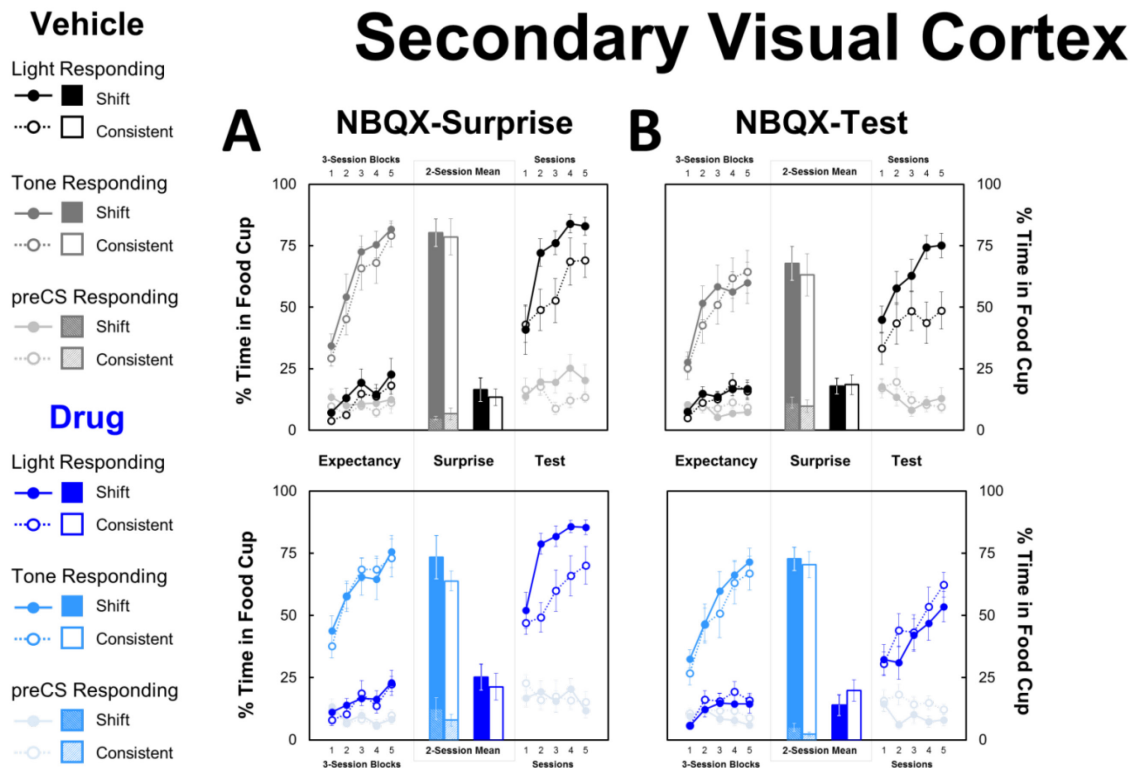 Secondary Visual Cortex
Vehicle
Light Responding
Shift
Consistent
Tone Responding
Shift
Consistent
preCS Responding
Shift
Consistent
Drug
Light Responding
Shift
Consistent
Tone Responding
Shift
Consistent
preCS Responding
Shift
Consistent
A NBQX-Surprise
3-Session Blocks Sessions
1 2 3 4 5 2-Session Mean 1 2 3 4 5
% Time in Food Cup
100
75
50
25
0
Expectancy Surprise Test
% Time in Food Cup
100
75
50
25
0
1 2 3 4 5 2-Session Mean 1 2 3 4 5
3-Session Blocks Sessions
B NBQX-Test
3-Session Blocks Sessions
1 2 3 4 5 2-Session Mean 1 2 3 4 5
100
75
50
25
0
% Time in Food Cup
Expectancy Surprise Test
100
75
50
25
0
% Time in Food Cup
1 2 3 4 5 2-Session Mean 1 2 3 4 5
3-Session Blocks Sessions